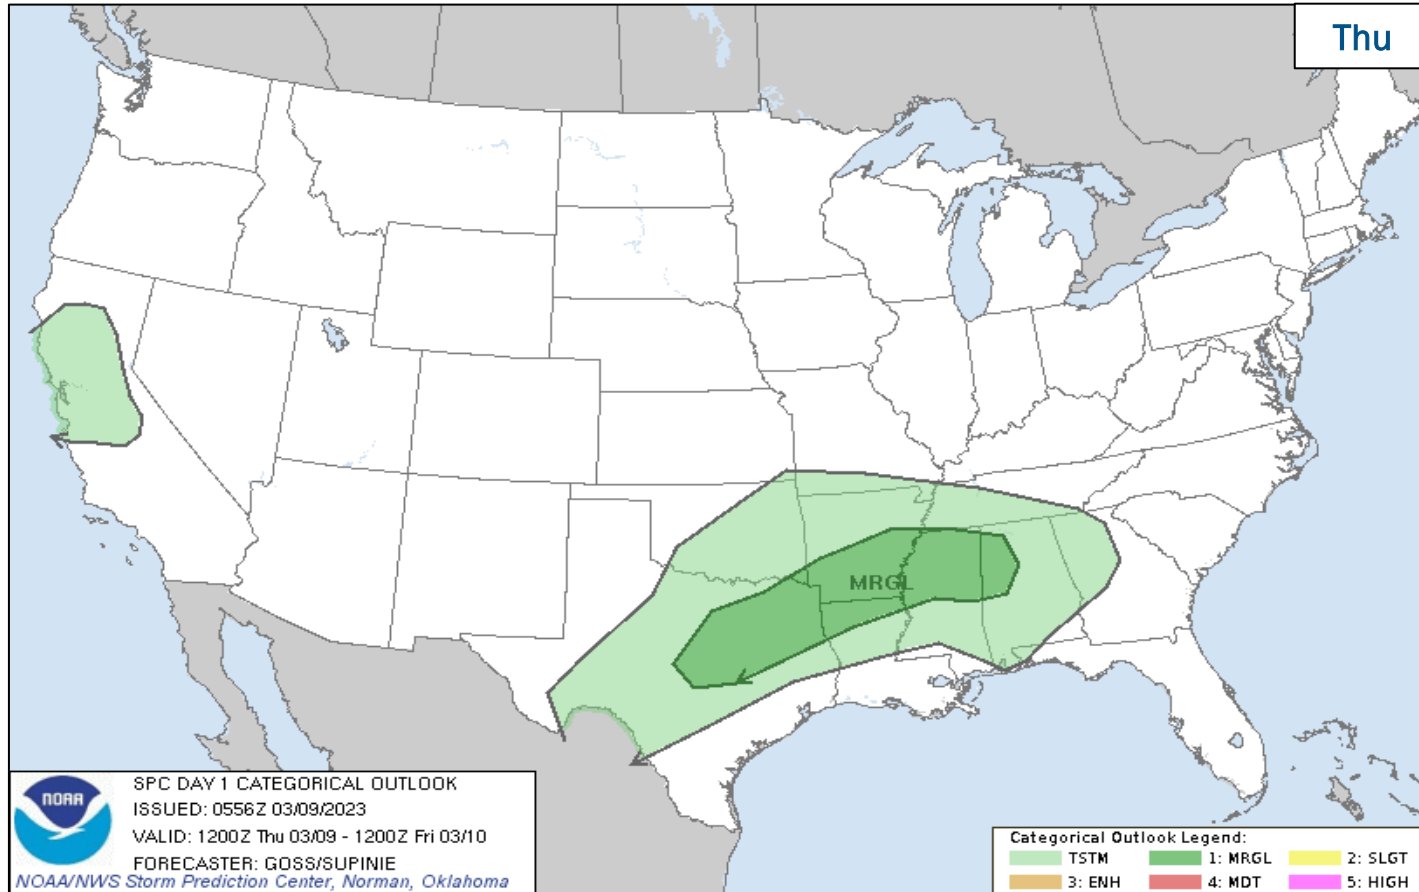 Thu
MRGL
NOAA
SPC DAY 1 CATEGORICAL OUTLOOK
ISSUED: 0556Z 03/09/2023
VALID: 1200Z Thu 03/09 - 1200Z Fri 03/10
FORECASTER: GOSS/SUPINIE
NOAA/NWS Storm Prediction Center, Norman, Oklahoma
Categorical Outlook Legend:
TSTM 1: MRGL 2: SLGT
3: ENH 4: MDT 5: HIGH